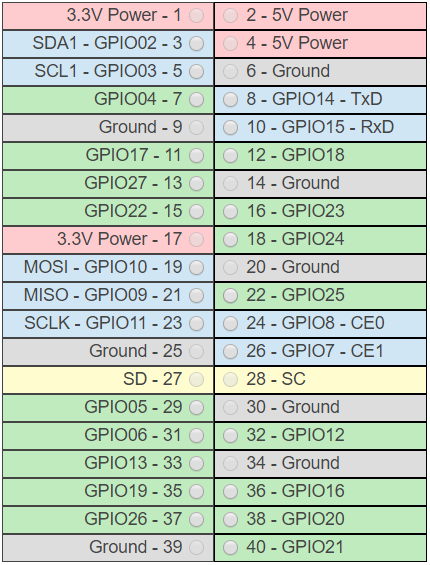 3.3V Power - 1 2 - 5V Power
SDA1 - GPIO02 - 3 4 - 5V Power
SCL1 - GPIO03 - 5 6 - Ground
GPIO04 - 7 8 - GPIO14 - TxD
Ground - 9 10 - GPIO15 - RxD
GPIO17 - 11 12 - GPIO18
GPIO27 - 13 14 - Ground
GPIO22 - 15 16 - GPIO23
3.3V Power - 17 18 - GPIO24
MOSI - GPIO10 - 19 20 - Ground
MISO - GPIO09 - 21 22 - GPIO25
SCLK - GPIO11 - 23 24 - GPIO8 - CE0
Ground - 25 26 - GPIO7 - CE1
SD - 27 28 - SC
GPIO05 - 29 30 - Ground
GPIO06 - 31 32 - GPIO12
GPIO13 - 33 34 - Ground
GPIO19 - 35 36 - GPIO16
GPIO26 - 37 38 - GPIO20
Ground - 39 40 - GPIO21